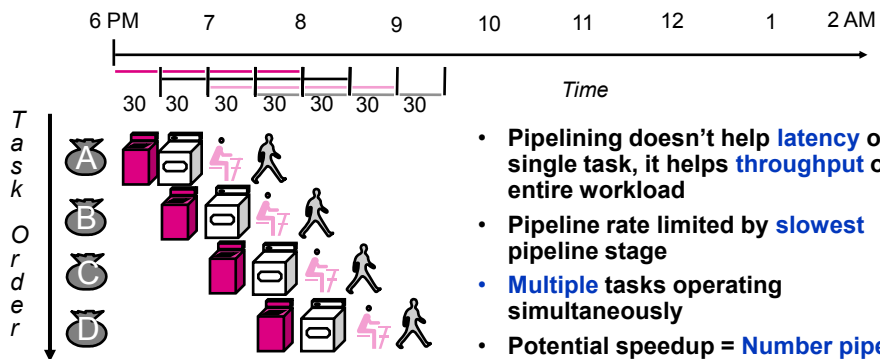 6 PM 7 8 9 10 11 12 1 2 AM
Time
30 30 30 30 30 30 30
Task Order
A
B
C
D
• Pipelining doesn't help latency o
single task, it helps throughput o
entire workload
• Pipeline rate limited by slowest
pipeline stage
• Multiple tasks operating
simultaneously
• Potential speedup = Number pipe